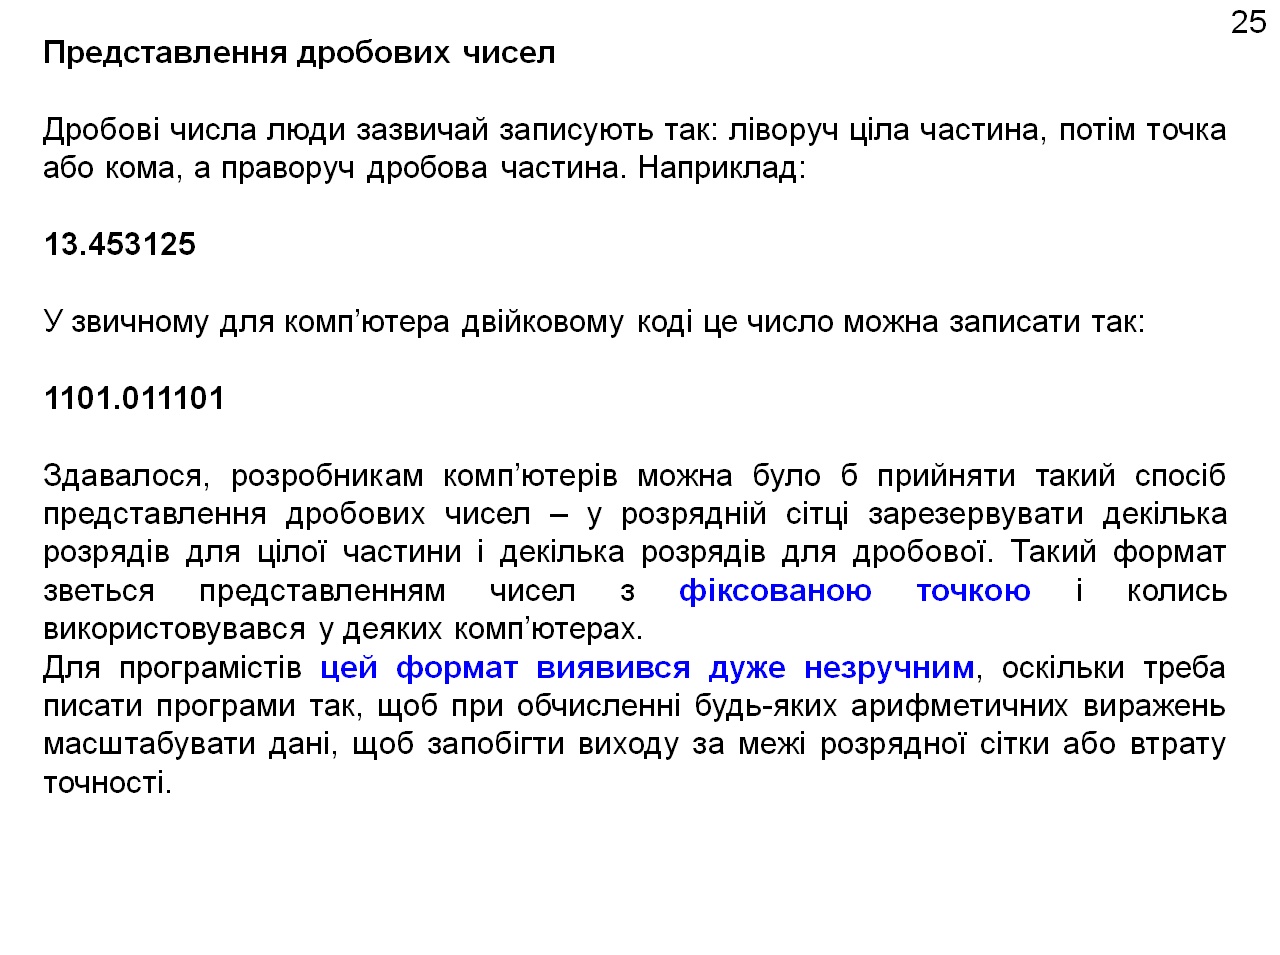 25
Представлення дробових чисел
Дробові числа люди зазвичай записують так: ліворуч ціла частина, потім точка
або кома, а праворуч дробова частина. Наприклад:
13.453125
У звичному для комп’ютера двійковому коді це число можна записати так:
1101.011101
Здавалося, розробникам комп’ютерів можна було б прийняти такий спосіб
представлення дробових чисел – у розрядній сітці зарезервувати декілька
розрядів для цілої частини і декілька розрядів для дробової. Такий формат
зветься представленням чисел з фіксованою точкою і колись
використовувався у деяких комп’ютерах.
Для програмістів цей формат виявився дуже незручним, оскільки треба
писати програми так, щоб при обчисленні будь-яких арифметичних виражень
масштабувати дані, щоб запобігти виходу за межі розрядної сітки або втрату
точності.